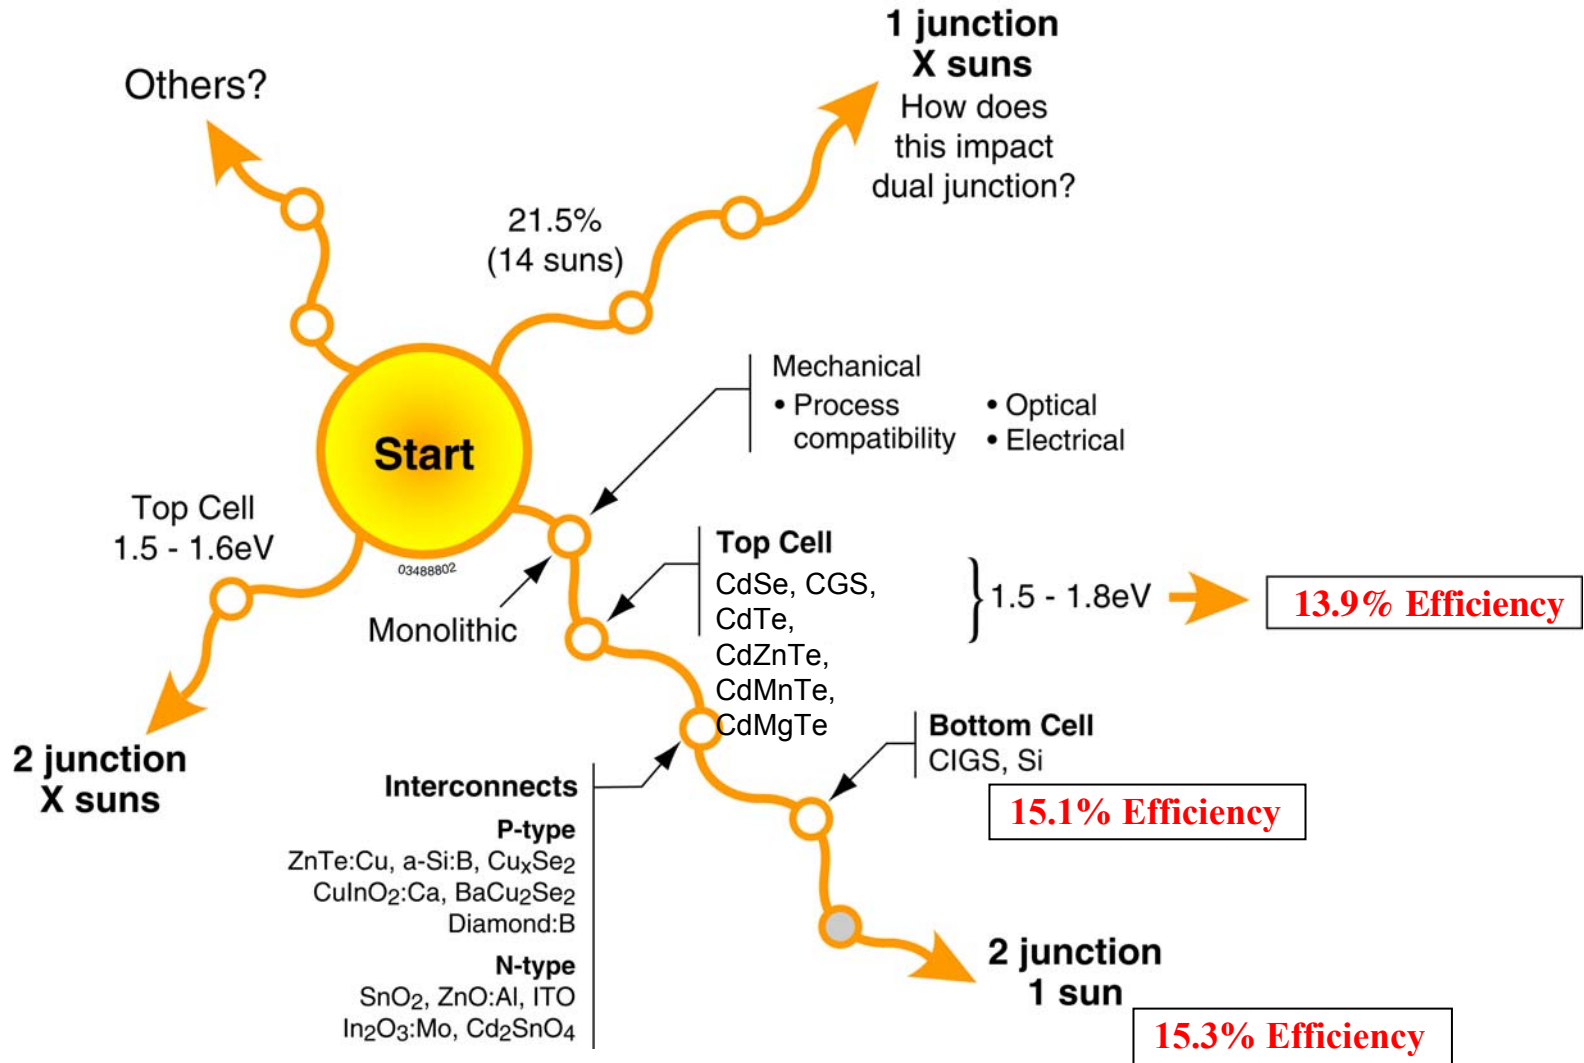 Others?
1 junction
X suns
How does
this impact
dual junction?
21.5%
(14 suns)
Mechanical
• Process
compatibility
• Optical
• Electrical
Start
03488802
Top Cell
1.5 - 1.6eV
2 junction
X suns
Monolithic
Top Cell
CdSe, CGS,
CdTe,
CdZnTe,
CdMnTe,
CdMgTe
1.5 - 1.8eV
13.9% Efficiency
Bottom Cell
CIGS, Si
15.1% Efficiency
Interconnects
P-type
ZnTe:Cu, a-Si:B, CuxSe2
CuInO2:Ca, BaCu2Se2
Diamond:B
N-type
SnO2, ZnO:Al, ITO
In2O3:Mo, Cd2SnO4
2 junction
1 sun
15.3% Efficiency